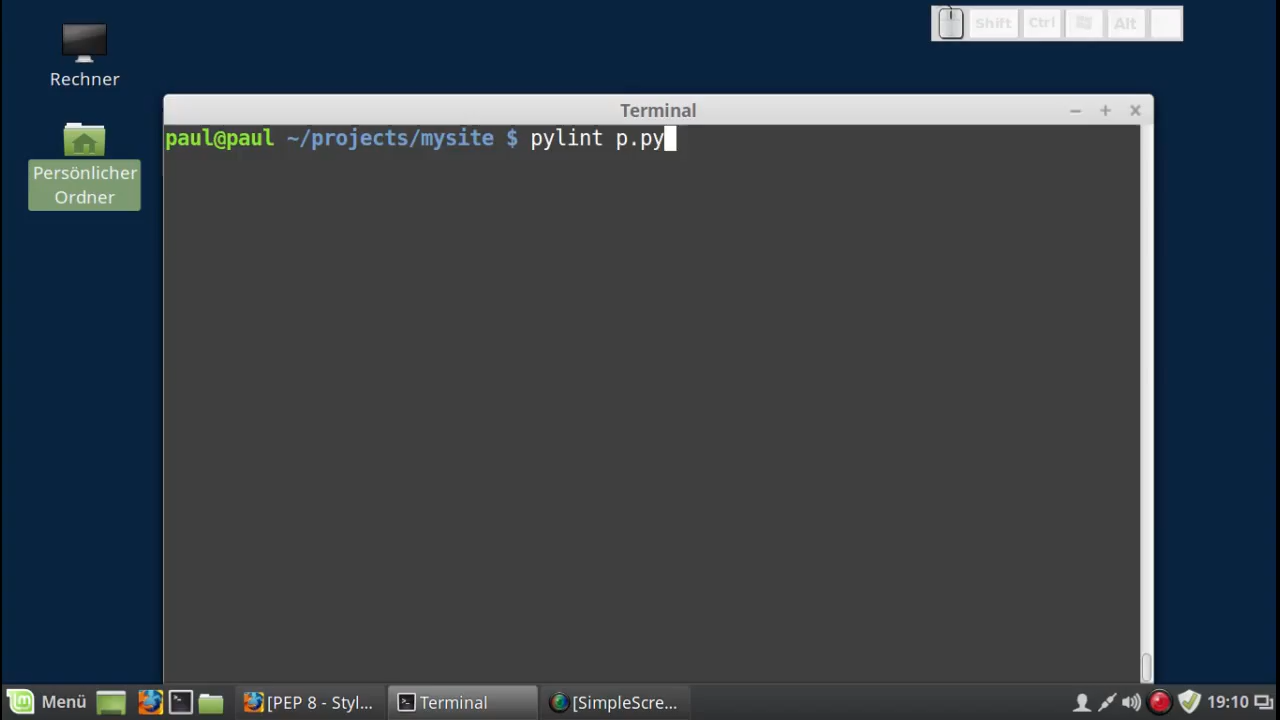 Shift Ctrl Alt
Rechner
Persönlicher
Ordner
Terminal
paul@paul ~/projects/mysite $ pylint p.py
Menü
[PEP 8 - Styl...
Terminal
[SimpleScre...
19:10